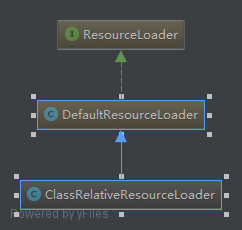 I ResourceLoader
C DefaultResourceLoader
C ClassRelativeResourceLoader
Powered by yFiles